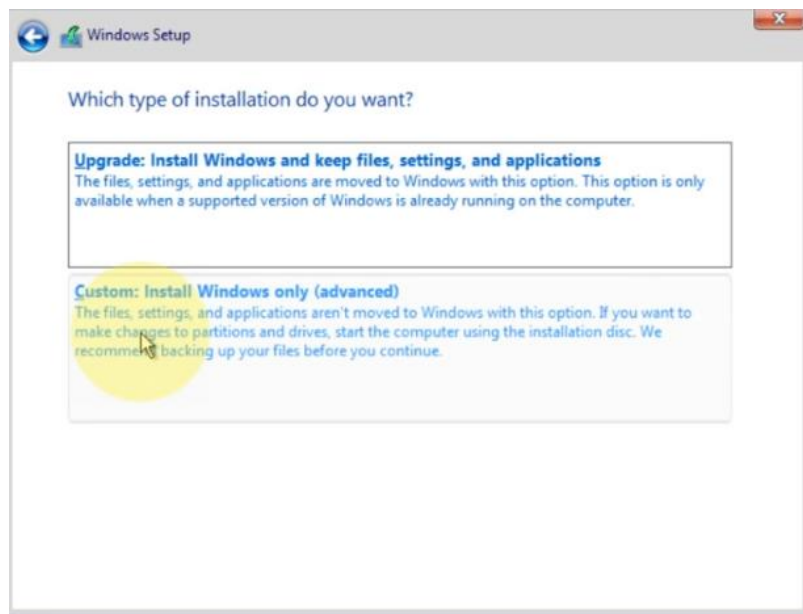 Windows Setup
Which type of installation do you want?
Upgrade: Install Windows and keep files, settings, and applications
The files, settings, and applications are moved to Windows with this option. This option is only
available when a supported version of Windows is already running on the computer.
Custom: Install Windows only (advanced)
The files, settings, and applications aren't moved to Windows with this option. If you want to
make changes to partitions and drives, start the computer using the installation disc. We
recommend backing up your files before you continue.